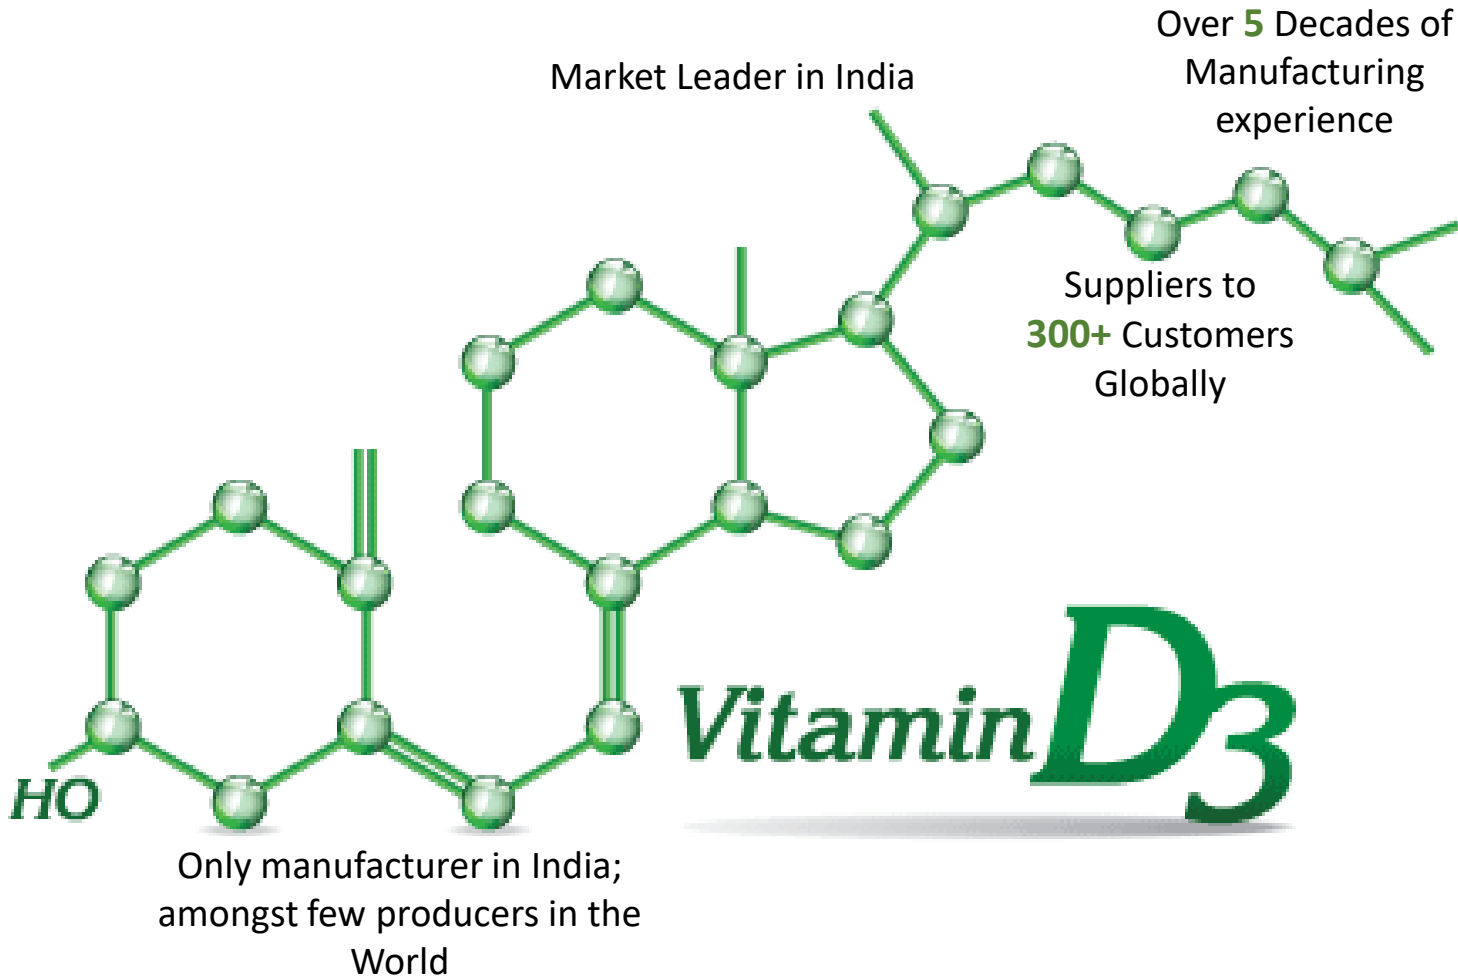 Over 5 Decades of
Manufacturing
experience
Market Leader in India
Suppliers to
300+ Customers
Globally
Vitamin D3
HO
Only manufacturer in India;
amongst few producers in the
World